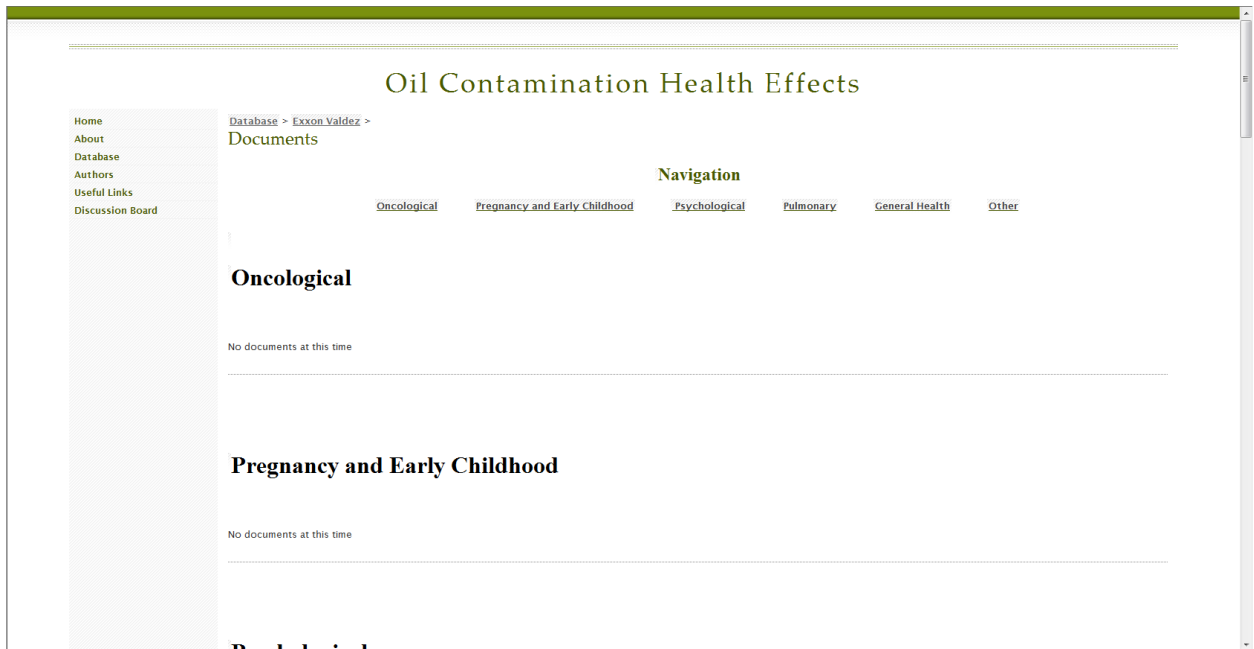 Oil Contamination Health Effects
Home
About
Database
Authors
Useful Links
Discussion Board
Database > Exxon Valdez >
Documents
Navigation
Oncological Pregnancy and Early Childhood Psychological Pulmonary General Health Other
Oncological
No documents at this time
Pregnancy and Early Childhood
No documents at this time